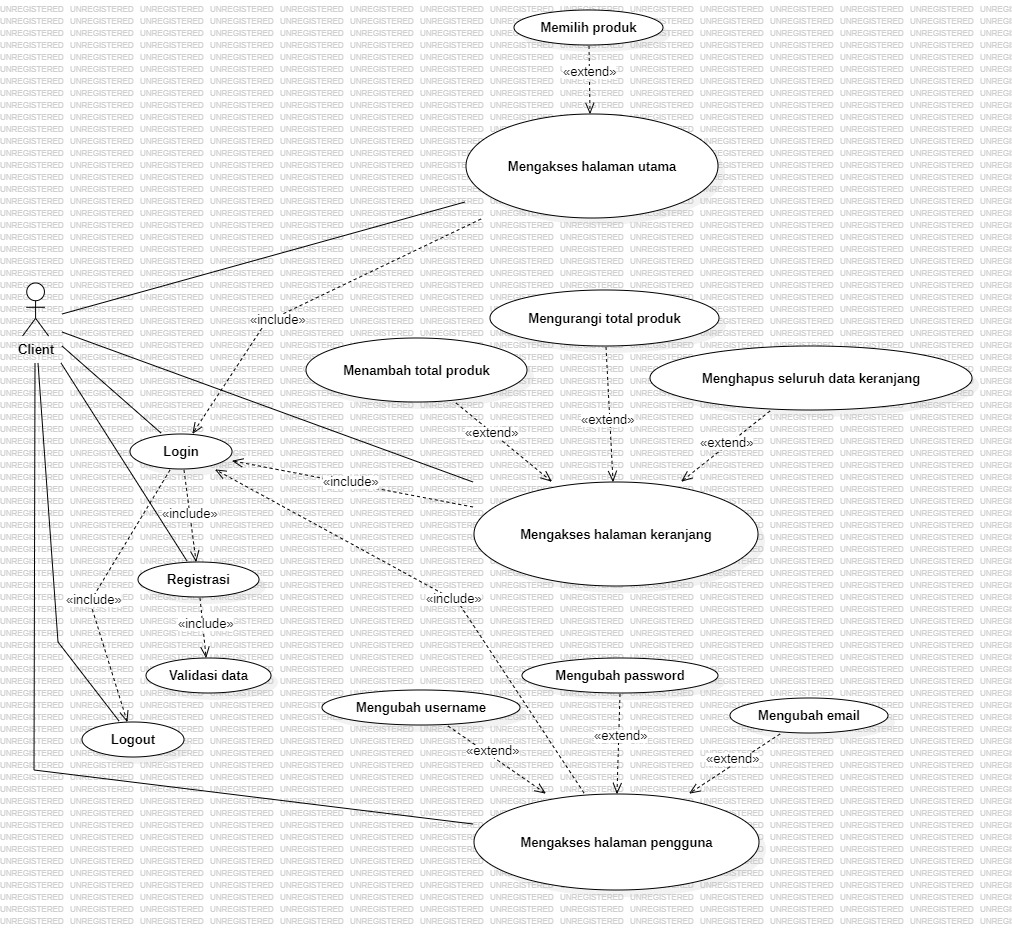 Memilih produk
«extend»
Mengakses halaman utama
Client
«include»
Mengurangi total produk
Menambah total produk
Menghapus seluruh data keranjang
«extend»
«extend»
«extend»
Login
«include»
«include»
Mengakses halaman keranjang
Registrasi
«include»
«include»
«include»
Validasi data
Mengubah password
Mengubah username
Mengubah email
Logout
«extend»
«extend»
«extend»
Mengakses halaman pengguna
UNREGISTERED